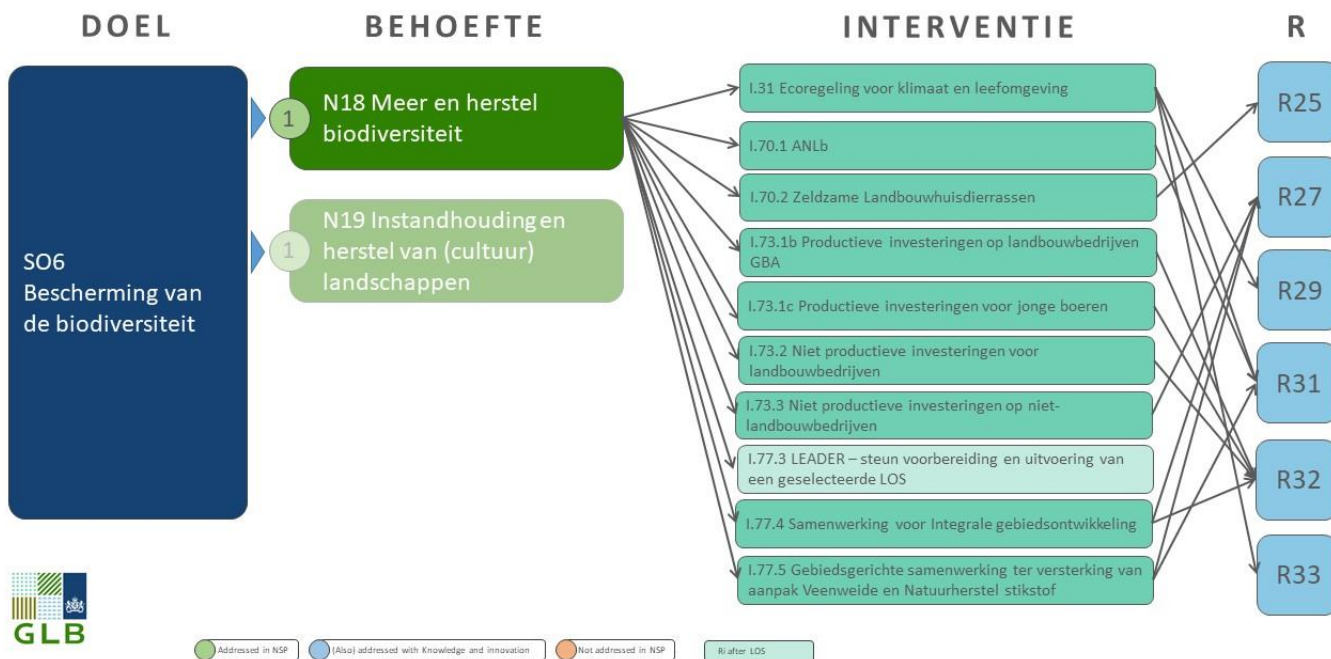 DOEL
BEHOEFTE
INTERVENTIE
R
SO6
Bescherming van
de biodiversiteit
1
N18 Meer en herstel
biodiversiteit
1
N19 Instandhouding en
herstel van (cultuur)
landschappen
I.31 Ecoregeling voor klimaat en leefomgeving
I.70.1 ANLb
I.70.2 Zeldzame Landbouwhuisdierrassen
I.73.1b Productieve investeringen op landbouwbedrijven
GBA
I.73.1c Productieve investeringen voor jonge boeren
I.73.2 Niet productieve investeringen voor
landbouwbedrijven
I.73.3 Niet productieve investeringen op niet-
landbouwbedrijven
I.77.3 LEADER – steun voorbereiding en uitvoering van
een geselecteerde LOS
I.77.4 Samenwerking voor Integrale gebiedsontwikkeling
I.77.5 Gebiedsgerichte samenwerking ter versterking van
aanpak Veenweide en Natuurherstel stikstof
R25
R27
R29
R31
R32
R33
GLB
Addressed in NSP
(Also) addressed with Knowledge and innovation
Not addressed in NSP
Ri after LOS